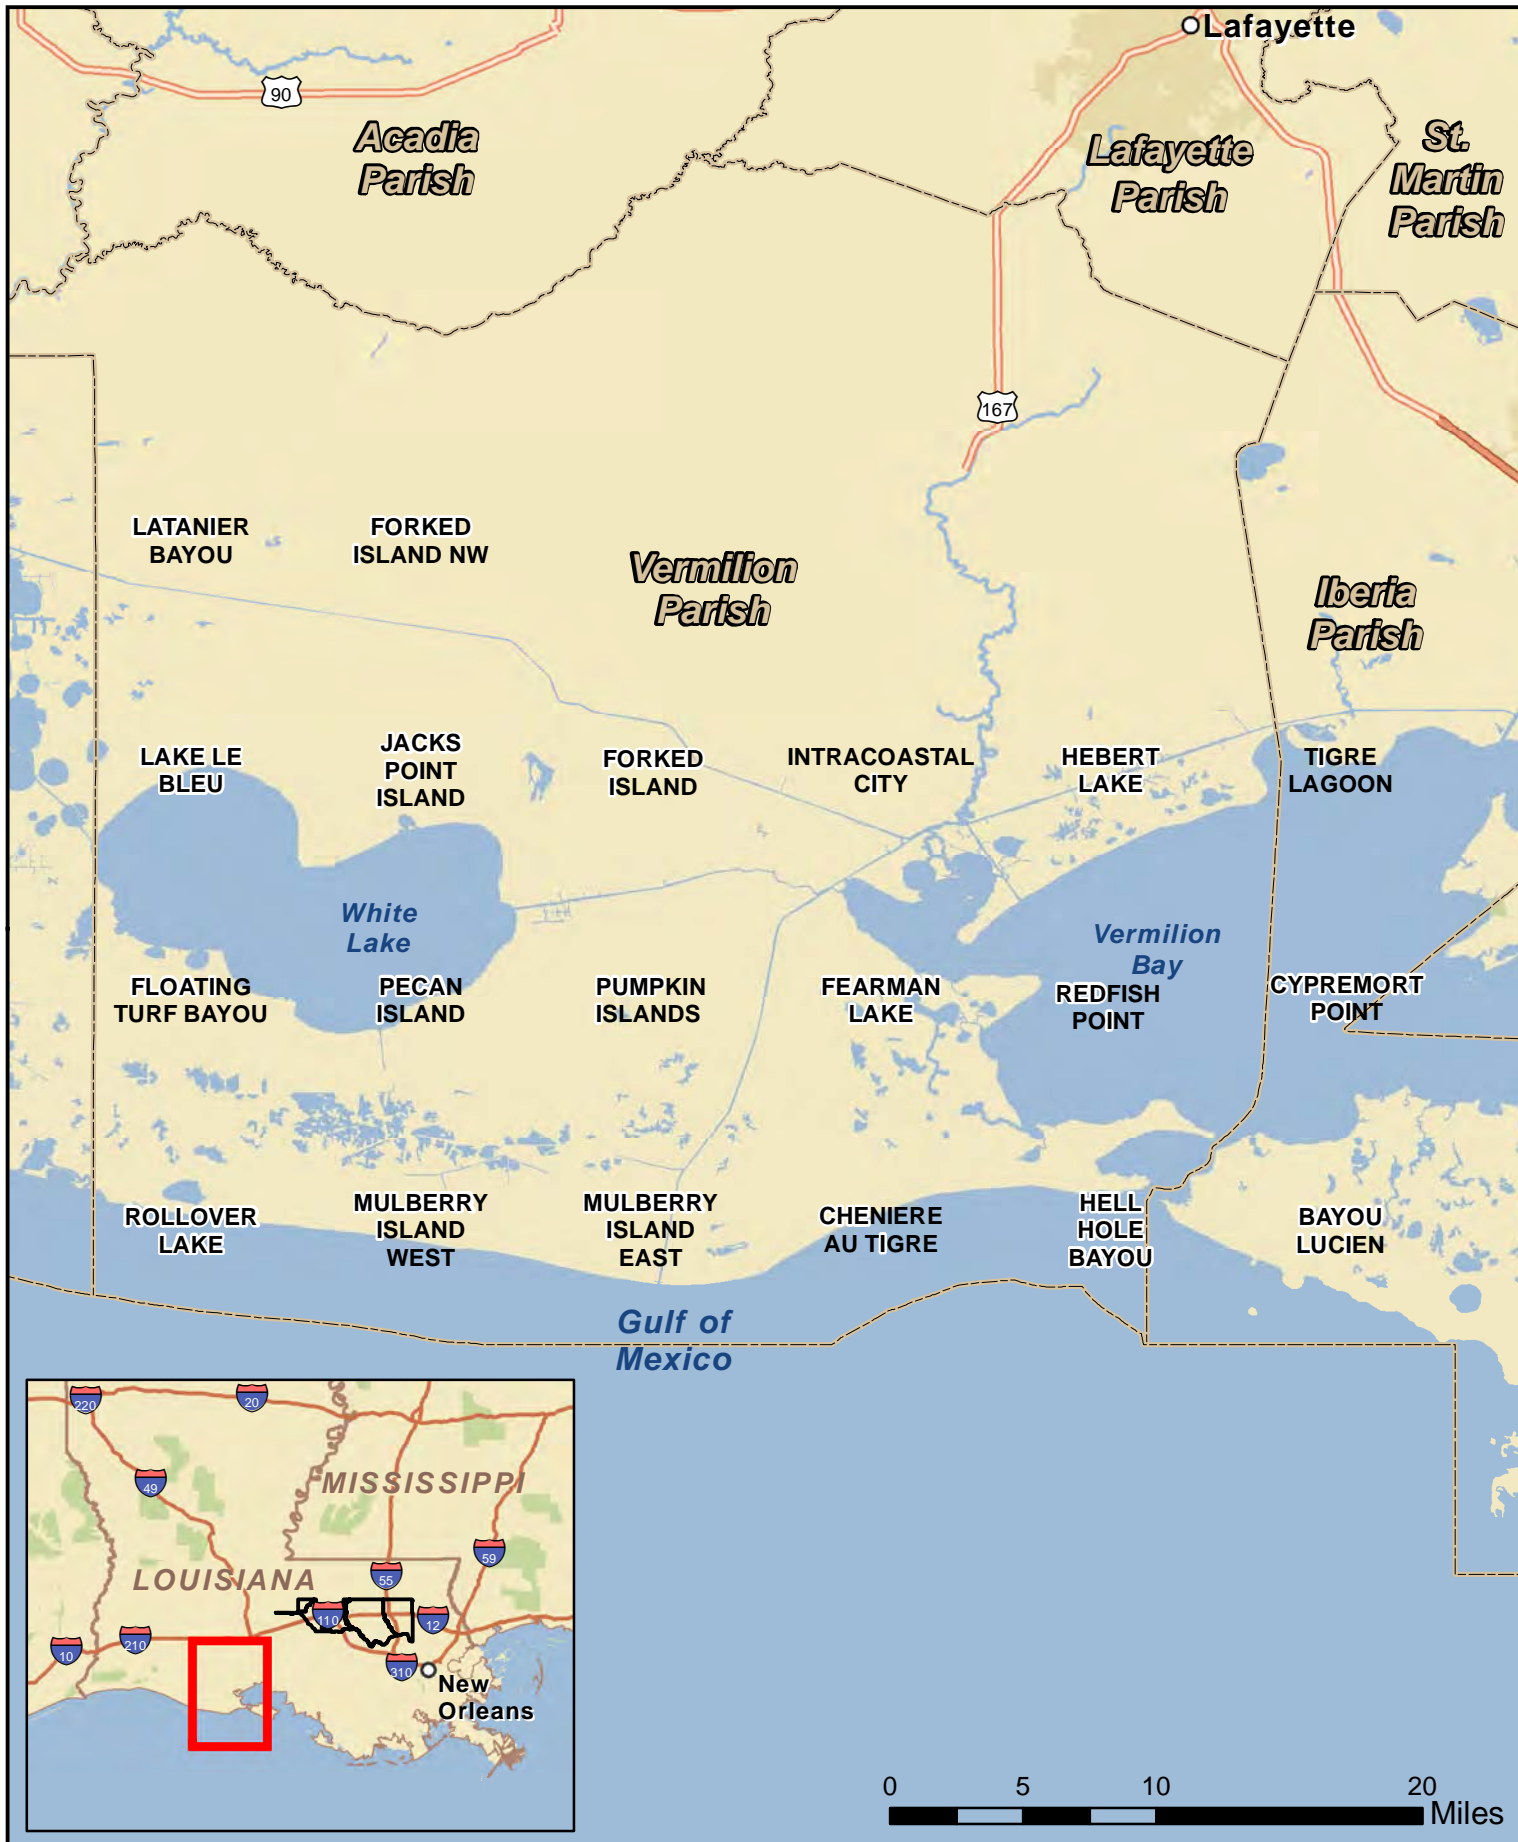 Lafayette
90
Acadia
Parish
Lafayette
Parish
St.
Martin
Parish
167
LATANIER
BAYOU
FORKED
ISLAND NW
Vermilion
Parish
Iberia
Parish
LAKE LE
BLEU
JACKS
POINT
ISLAND
FORKED
ISLAND
INTRACOASTAL
CITY
HEBERT
LAKE
TIGRE
LAGOON
White
Lake
Vermilion
Bay
FLOATING
TURF BAYOU
PECAN
ISLAND
PUMPKIN
ISLANDS
FEARMAN
LAKE
REDFISH
POINT
CYPREMORT
POINT
ROLLOVER
LAKE
MULBERRY
ISLAND
WEST
MULBERRY
ISLAND
EAST
CHENIERE
AU TIGRE
HELL
HOLE
BAYOU
BAYOU
LUCIEN
Gulf of
Mexico
220
20
49
MISSISSIPPI
59
LOUISIANA
55
110
12
10
210
310
New
Orleans
0 5 10 20
Miles